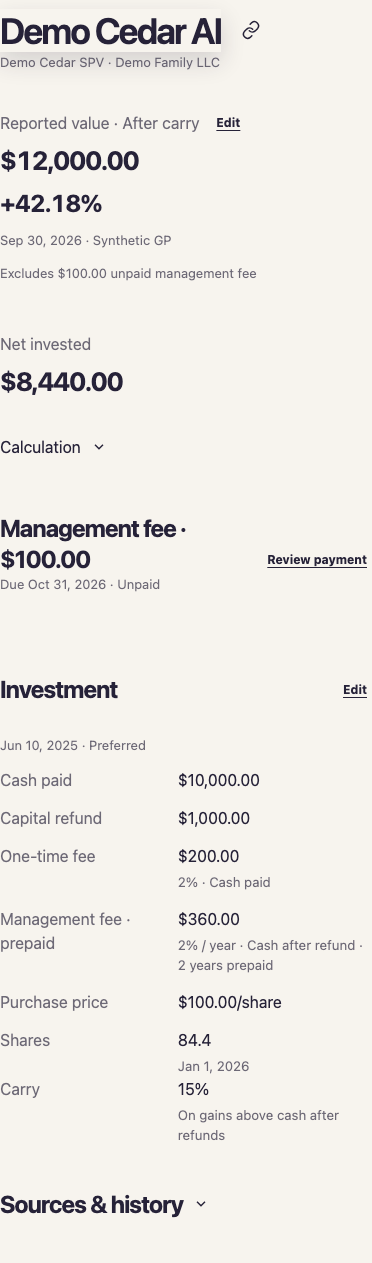 Demo Cedar AI
Demo Cedar SPV · Demo Family LLC
Reported value · After carry Edit
$12,000.00
+42.18%
Sep 30, 2026 · Synthetic GP
Excludes $100.00 unpaid management fee
Net invested
$8,440.00
Calculation
Management fee ·
$100.00 Review payment
Due Oct 31, 2026 · Unpaid
Investment Edit
Jun 10, 2025 · Preferred
Cash paid $10,000.00
Capital refund $1,000.00
One-time fee $200.00
2% · Cash paid
Management fee · $360.00
prepaid 2% / year · Cash after refund ·
2 years prepaid
Purchase price $100.00/share
Shares 84.4
Jan 1, 2026
Carry 15%
On gains above cash after
refunds
Sources & history